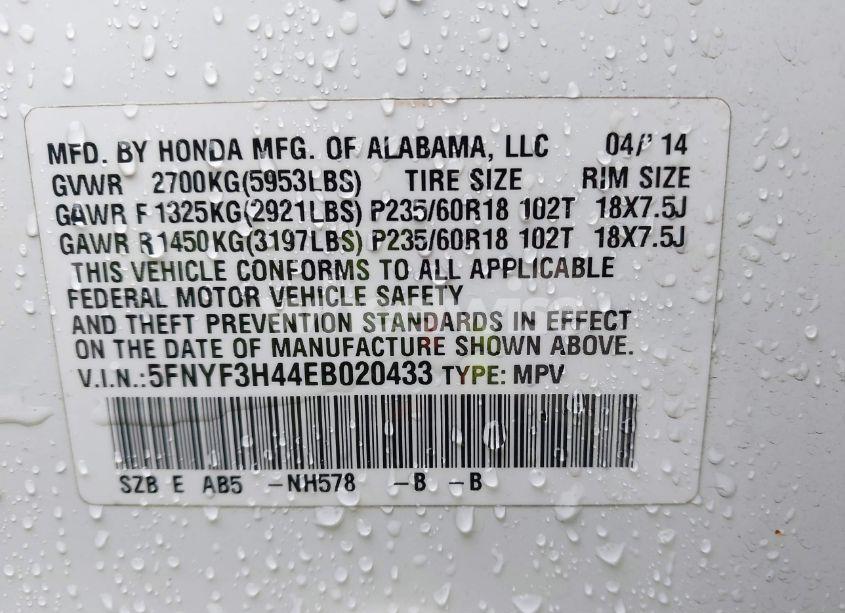 MFD. BY HONDA MFG. OF ALABAMA, LLC 04/ 14
GVWR 2700KG(5953LBS) TIRE SIZE RIM SIZE
GAWR F 1325KG(2921LBS) P235/60R18 102T 18X7.5J
GAWR R 1450KG(3197LBS) P235/60R18 102T 18X7.5J
THIS VEHICLE CONFORMS TO ALL APPLICABLE
FEDERAL MOTOR VEHICLE SAFETY
AND THEFT PREVENTION STANDARDS IN EFFECT
ON THE DATE OF MANUFACTURE SHOWN ABOVE.
V.I.N.:5FNYF3H44EB020433 TYPE: MPV
SZB E AB5 -NH578 -B -B